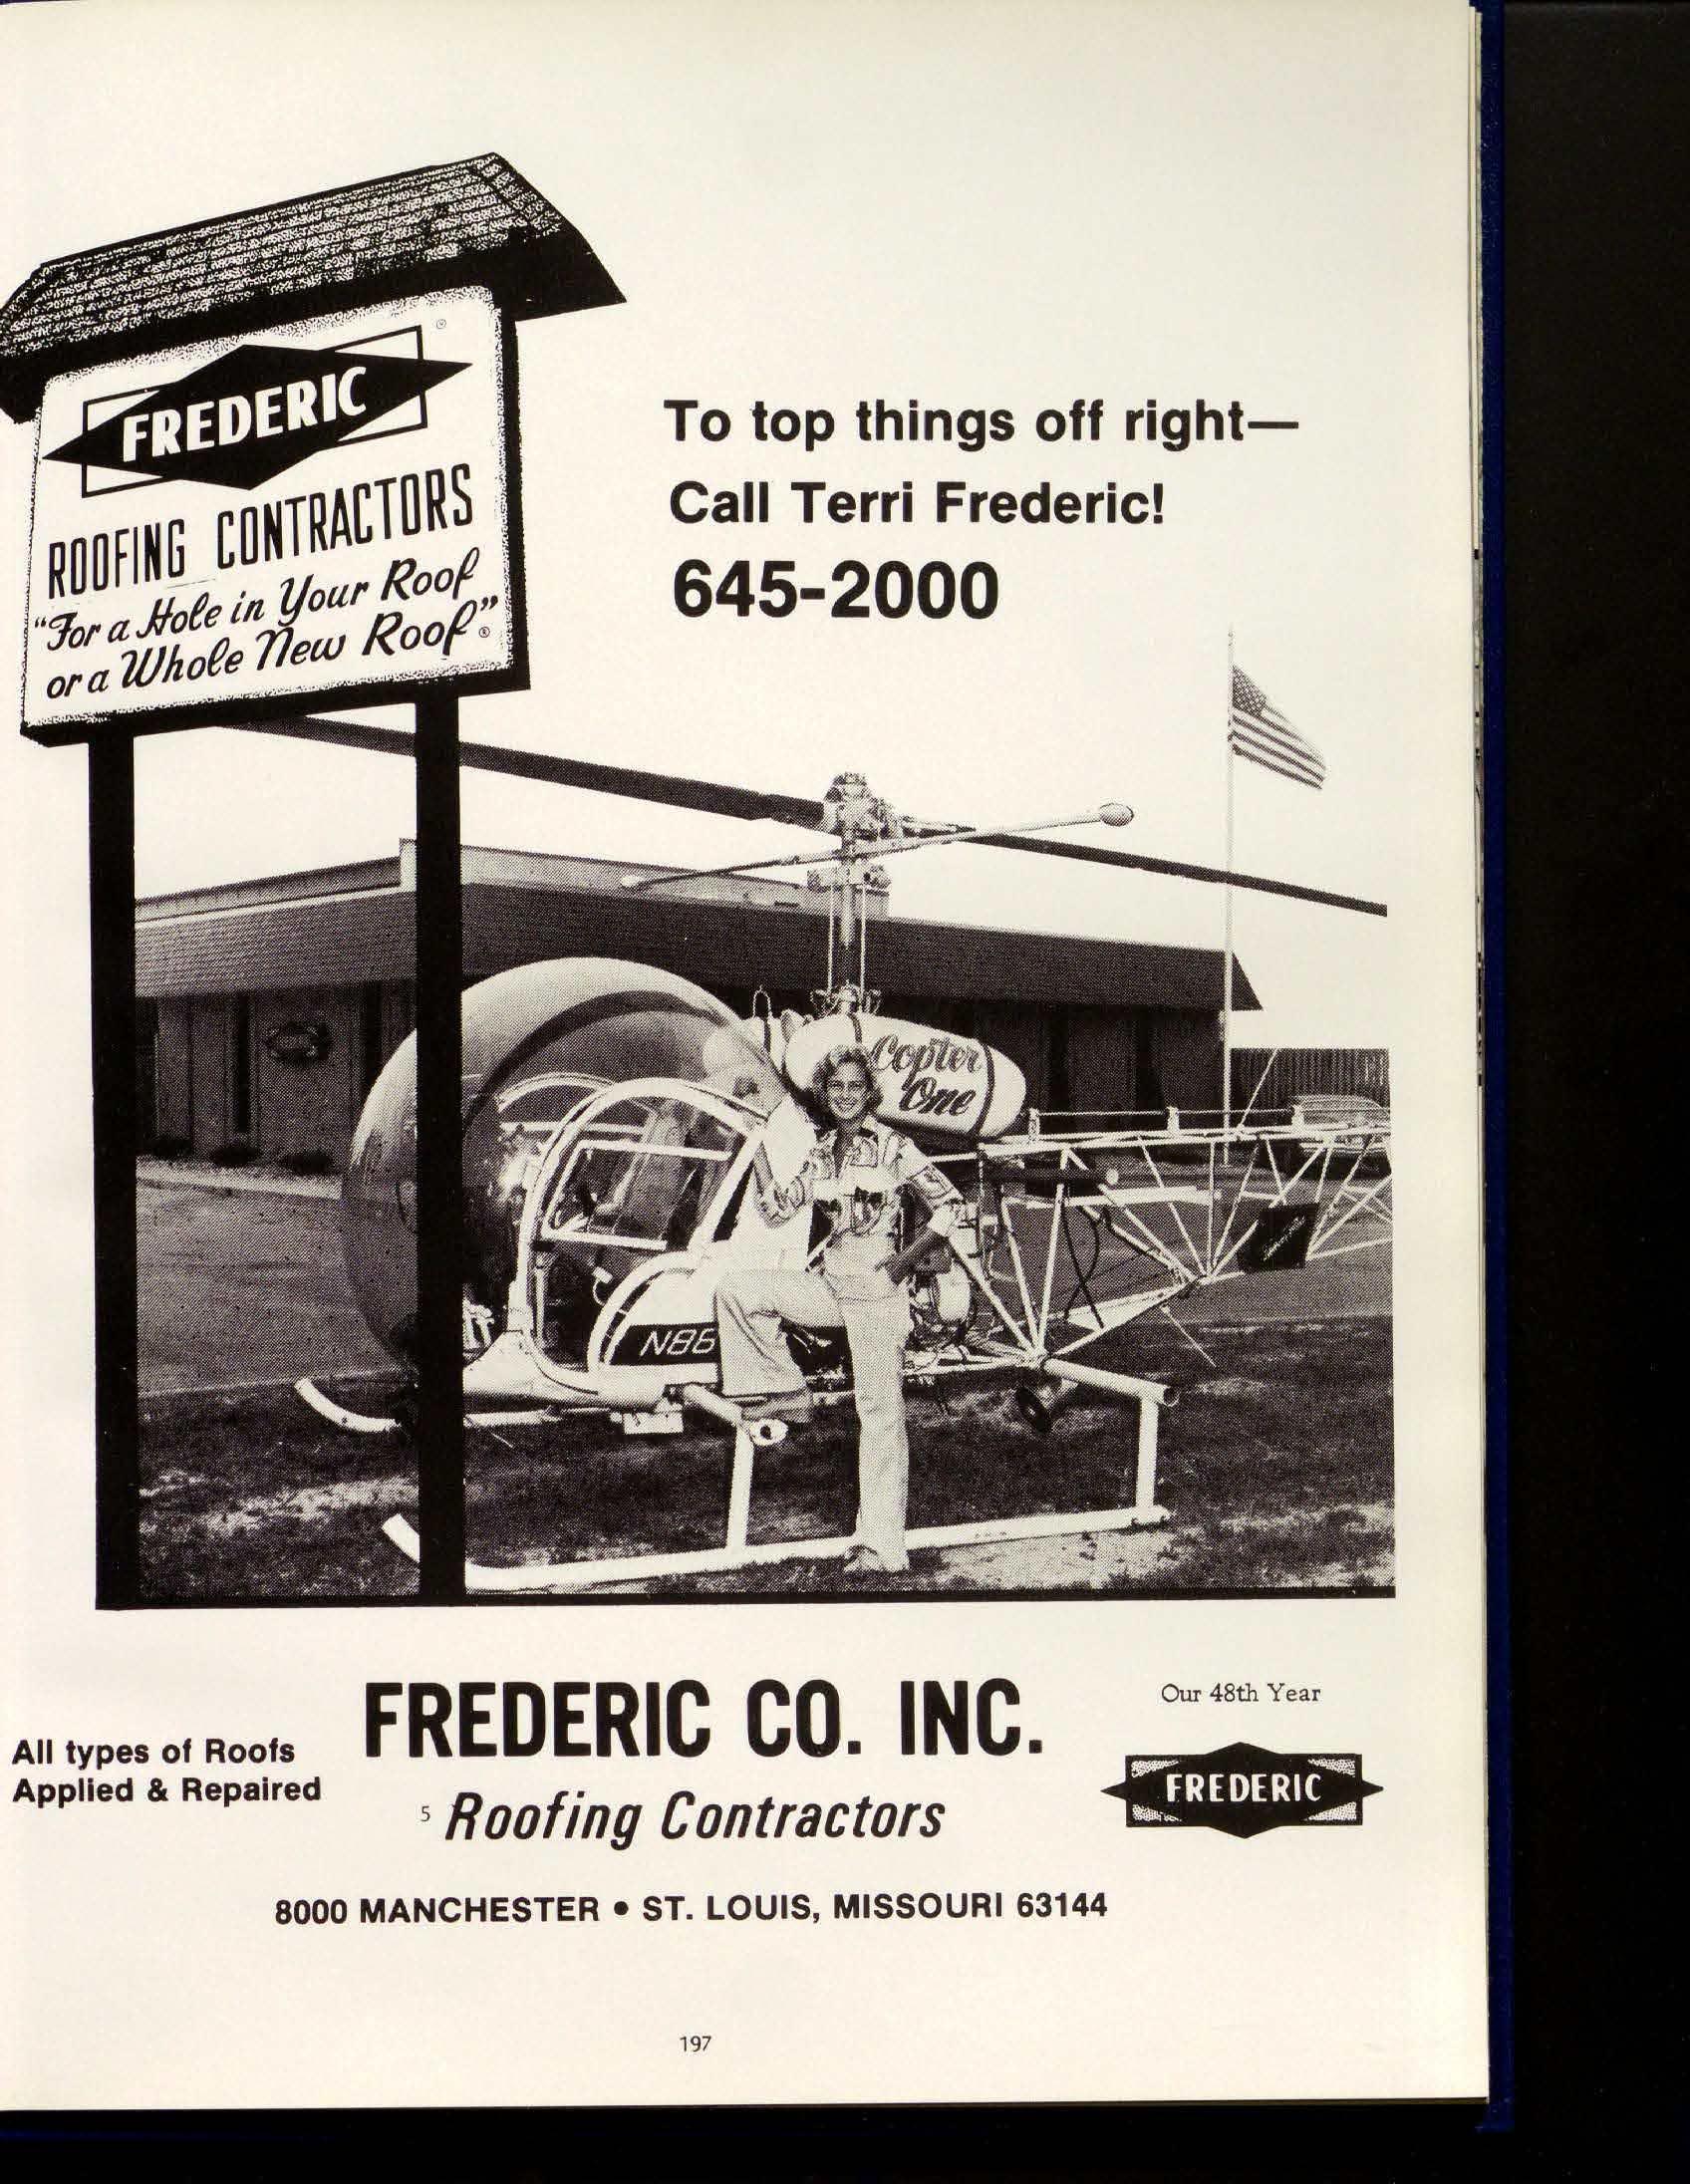 FREDERIC ®
ROOFING CONTRACTORS
"For a Hole in Your Roof
or a Whole New Roof." ®
To top things off right—
Call Terri Frederic!
645-2000
Copter
One
N86
FREDERIC CO. INC.
Our 48th Year
All types of Roofs
Applied & Repaired
5 Roofing Contractors
FREDERIC
8000 MANCHESTER • ST. LOUIS, MISSOURI 63144
197